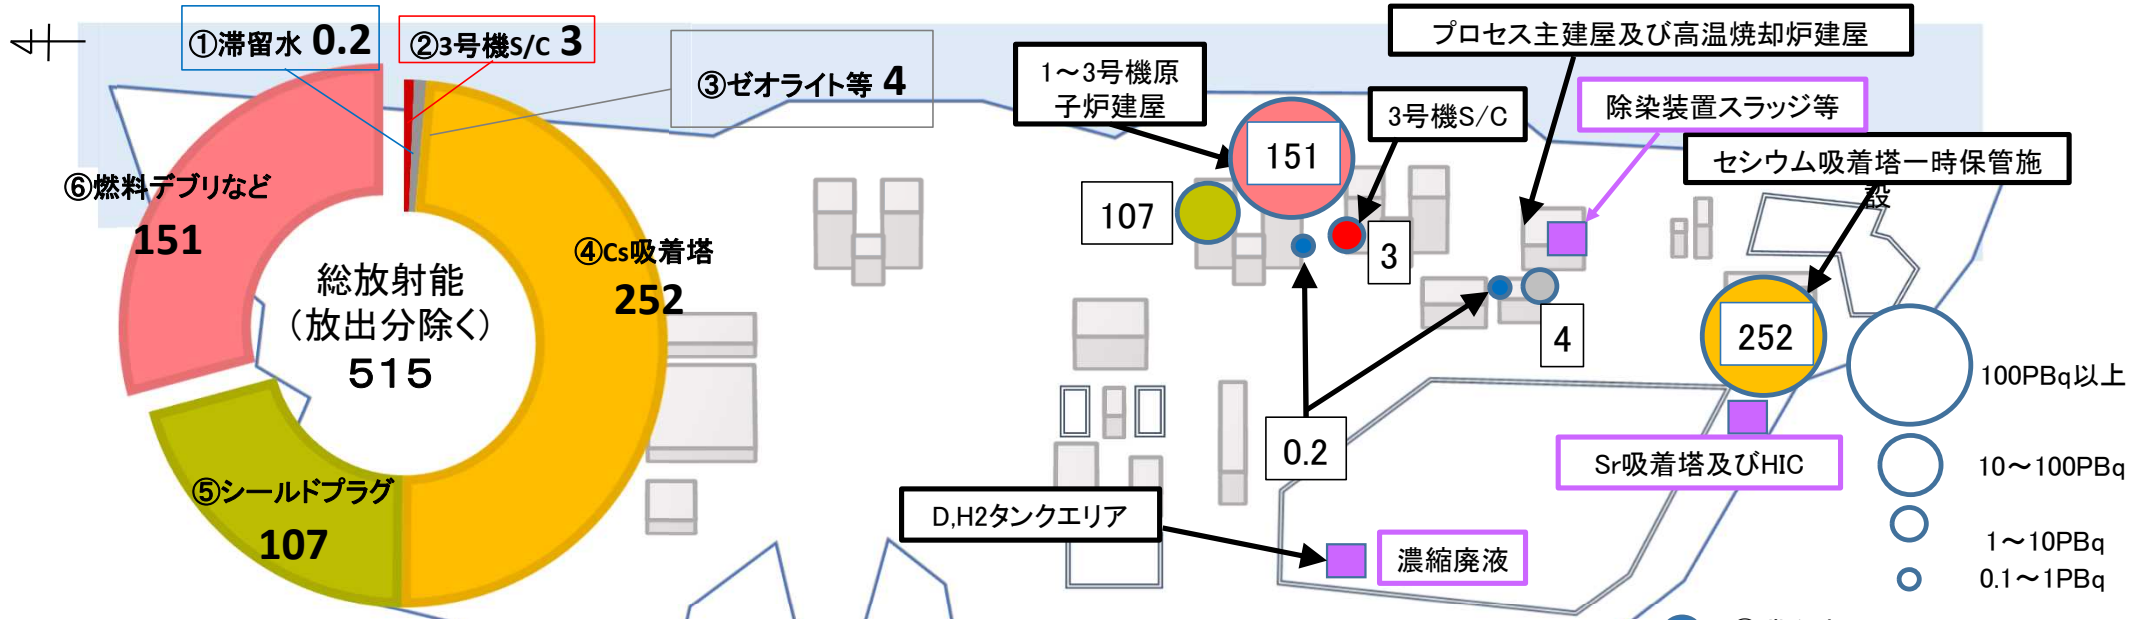 ①滞留水 0.2
②3号機S/C 3
③ゼオライト等 4
⑥燃料デブリなど
151
④Cs吸着塔
252
総放射能
（放出分除く）
515
⑤シールドプラグ
107
1～3号機原
子炉建屋
プロセス主建屋及び高温焼却炉建屋
3号機S/C
除染装置スラッジ等
セシウム吸着塔一時保管施
設
151
107
3
4
252
0.2
100PBq以上
10～100PBq
1～10PBq
0.1～1PBq
Sr吸着塔及びHIC
D,H2タンクエリア
濃縮廃液